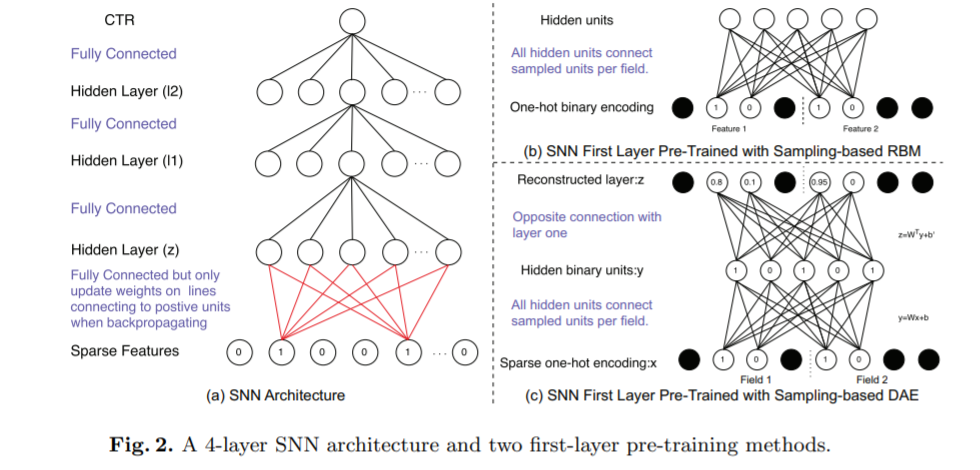 CTR
Fully Connected
Hidden Layer (l2)
Fully Connected
Hidden Layer (l1)
Fully Connected
Hidden Layer (z)
Fully Connected but only
update weights on lines
connecting to postive units
when backpropagating
Sparse Features
0 1 0 0 1 ... 0
(a) SNN Architecture
Hidden units
All hidden units connect
sampled units per field.
One-hot binary encoding
1 0 1 0
Feature 1 Feature 2
(b) SNN First Layer Pre-Trained with Sampling-based RBM
Reconstructed layer:z
0.8 0.1 0.95 0
Opposite connection with
layer one
z=WᵀY+b'
Hidden binary units:y
1 0 1 0 1
All hidden units connect
sampled units per field.
y=Wx+b
Sparse one-hot encoding:x
1 0 1 0
Field 1 Field 2
(c) SNN First Layer Pre-Trained with Sampling-based DAE
Fig. 2. A 4-layer SNN architecture and two first-layer pre-training methods.